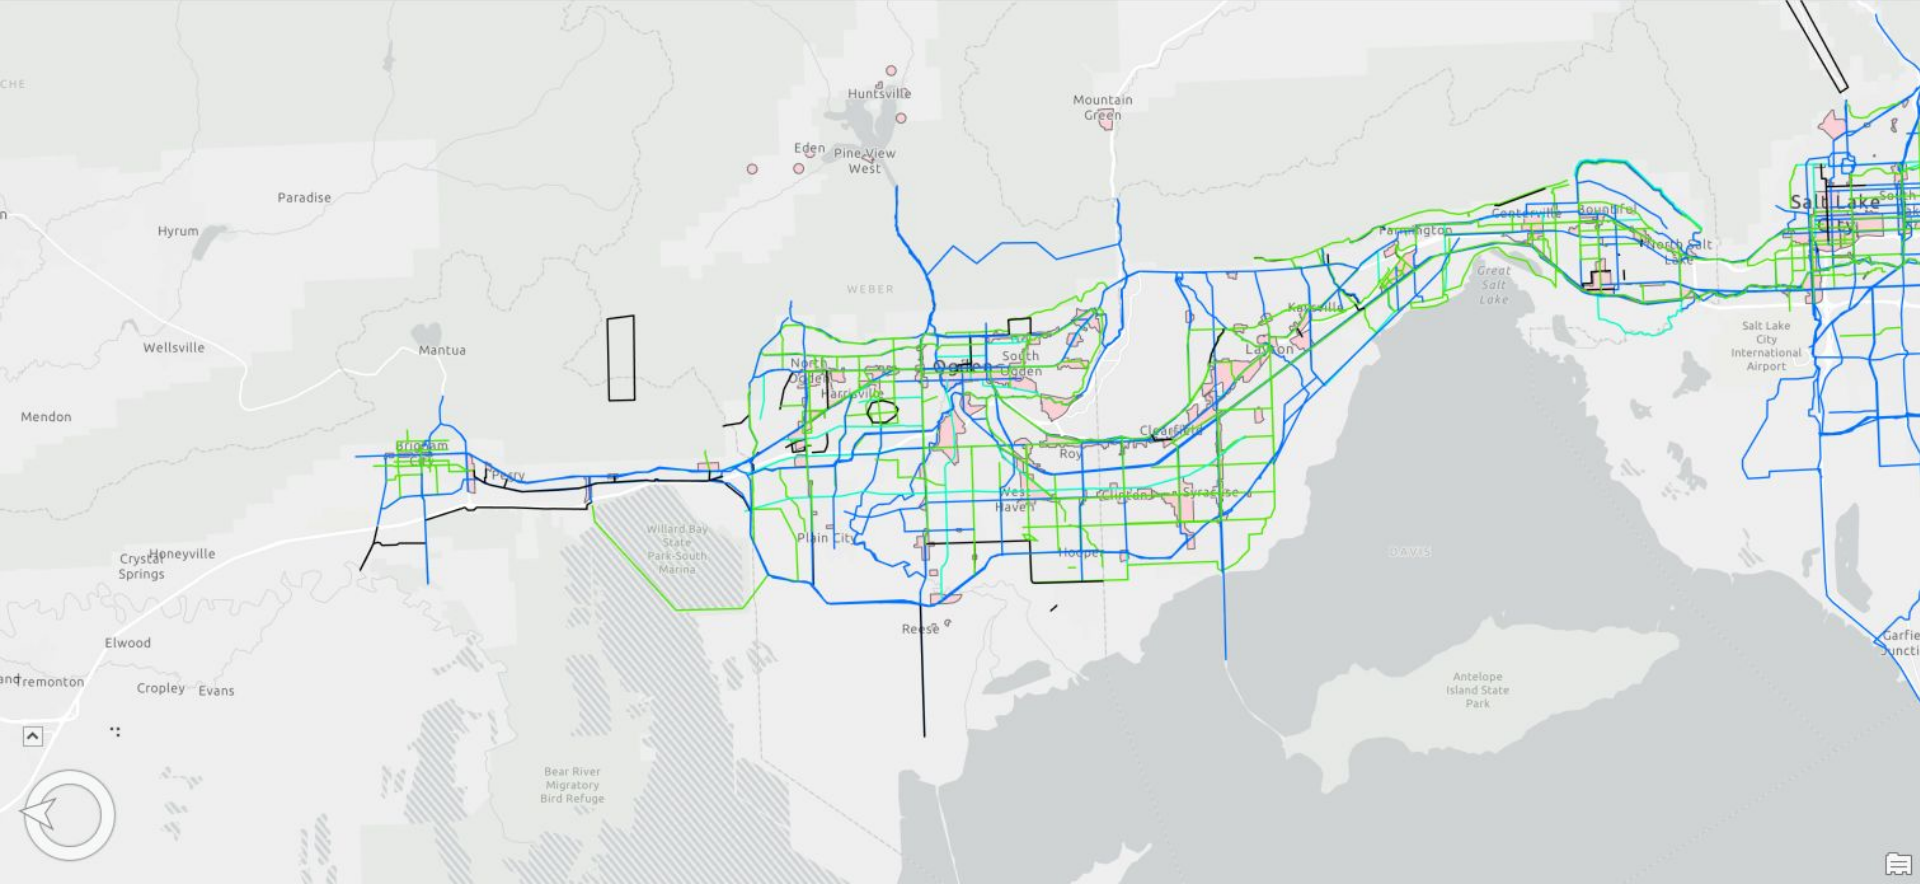 CHE
Huntsville
Mountain
Green
Eden
Pine View
West
Paradise
Hyrum
Salt Lake
City
South
Centerville
Bountiful
Farmington
North Salt
Lake
Great
Salt
Lake
WEBER
Kaysville
Salt Lake
City
International
Airport
Wellsville
Mantua
Layton
North
Ogden
Ogden
South
Ogden
Harrisville
Mendon
Brigham
City
Perry
Clearfield
Roy
West
Haven
Clinton
Syracuse
Willard Bay
State
Park-South
Marina
Plain City
Hooper
DAVIS
Crystal
Springs
Honeyville
Reese
Elwood
Garfie
Juncti
and
Tremonton
Cropley
Evans
Antelope
Island State
Park
Bear River
Migratory
Bird Refuge